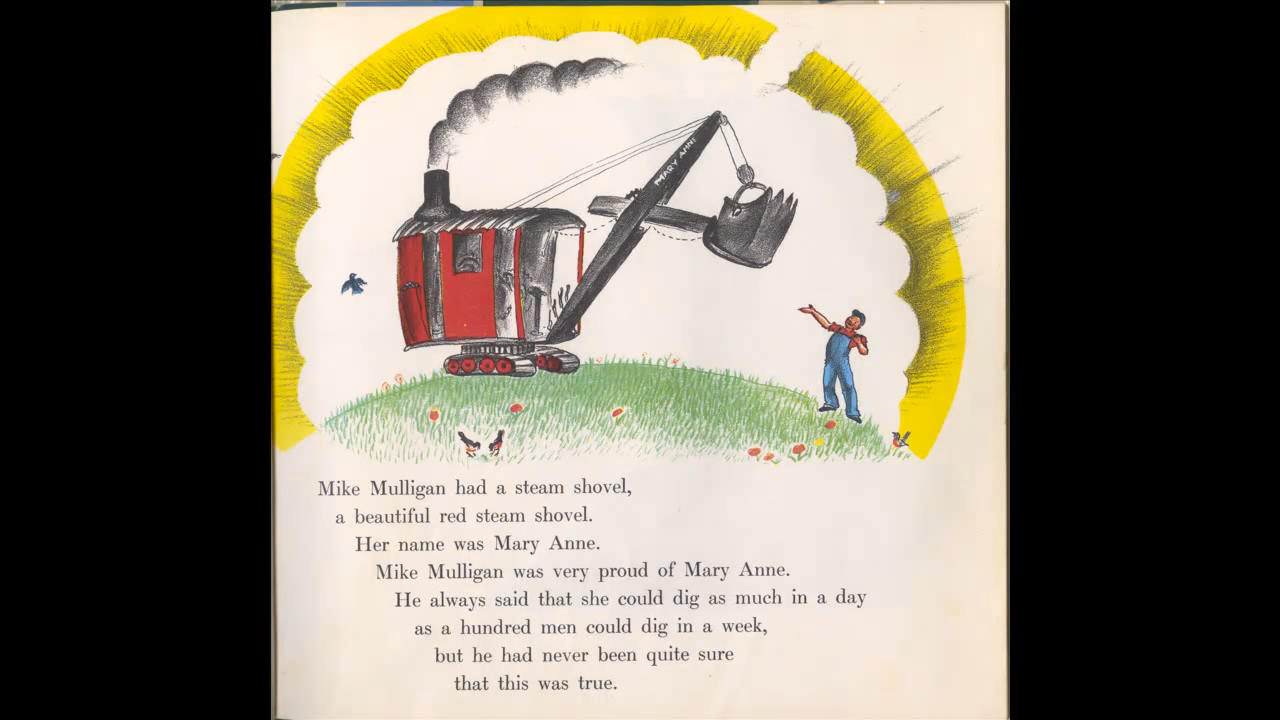 MARY ANNE
Mike Mulligan had a steam shovel,
a beautiful red steam shovel.
Her name was Mary Anne.
Mike Mulligan was very proud of Mary Anne.
He always said that she could dig as much in a day
as a hundred men could dig in a week,
but he had never been quite sure
that this was true.